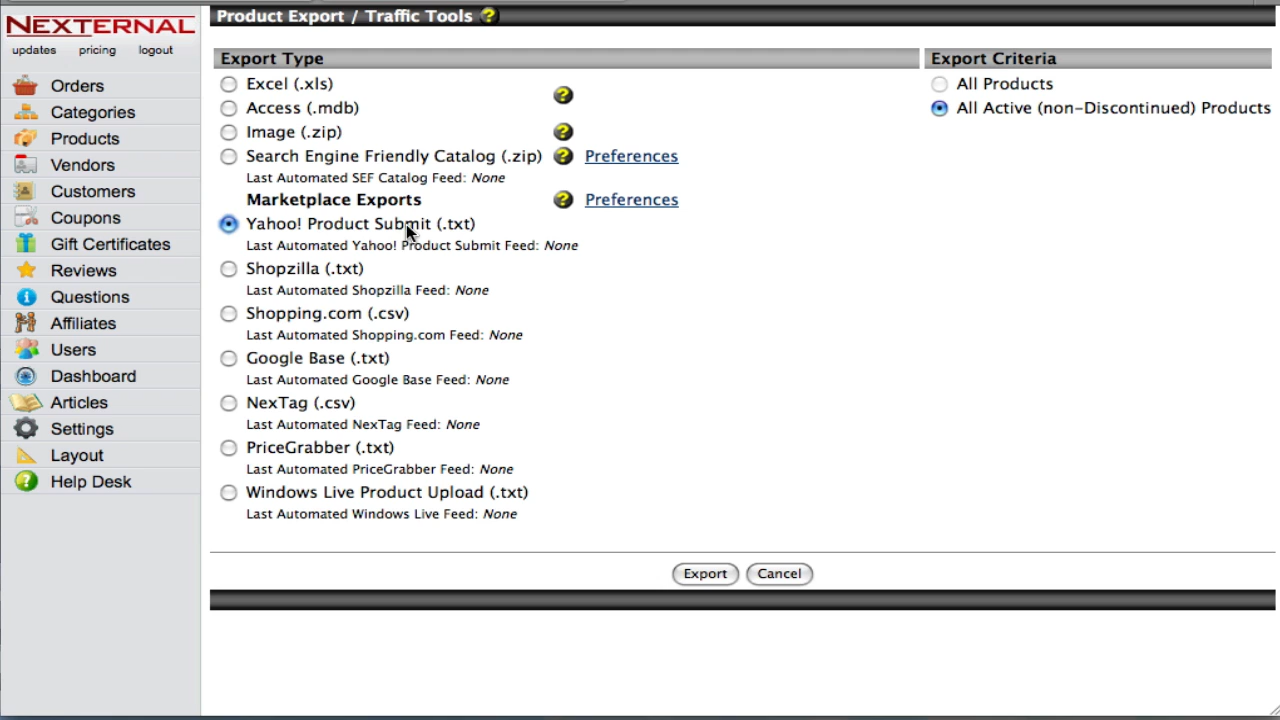 NEXTERNAL
updates pricing logout
Orders
Categories
Products
Vendors
Customers
Coupons
Gift Certificates
Reviews
Questions
Affiliates
Users
Dashboard
Articles
Settings
Layout
Help Desk
Product Export / Traffic Tools ?
Export Type
Excel (.xls)
?
Access (.mdb)
Image (.zip) ?
Search Engine Friendly Catalog (.zip) ? Preferences
Last Automated SEF Catalog Feed: None
Marketplace Exports ? Preferences
Yahoo! Product Submit (.txt)
Last Automated Yahoo! Product Submit Feed: None
Shopzilla (.txt)
Last Automated Shopzilla Feed: None
Shopping.com (.csv)
Last Automated Shopping.com Feed: None
Google Base (.txt)
Last Automated Google Base Feed: None
NexTag (.csv)
Last Automated NexTag Feed: None
PriceGrabber (.txt)
Last Automated PriceGrabber Feed: None
Windows Live Product Upload (.txt)
Last Automated Windows Live Feed: None
Export Criteria
All Products
All Active (non-Discontinued) Products
Export Cancel